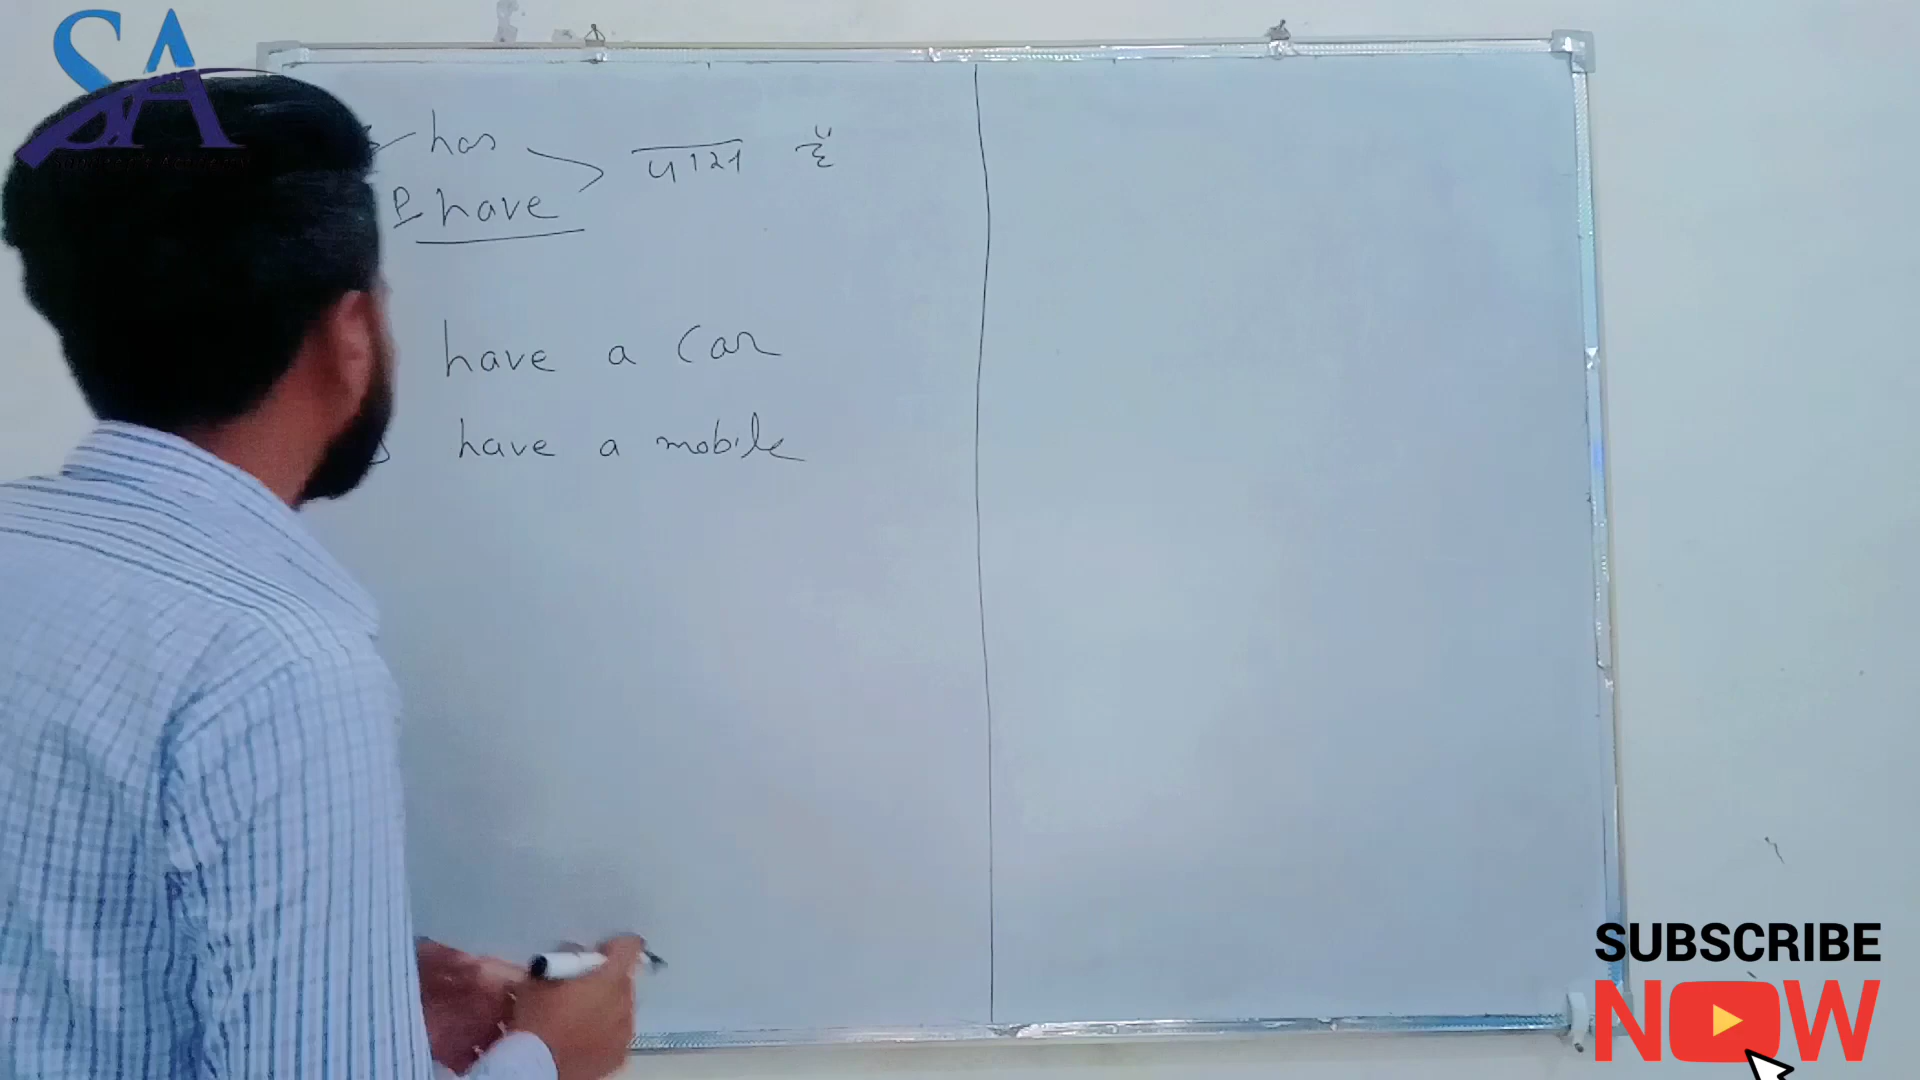 SA
has
पास हैं
P have
have a car
have a mobile
SUBSCRIBE
NOW